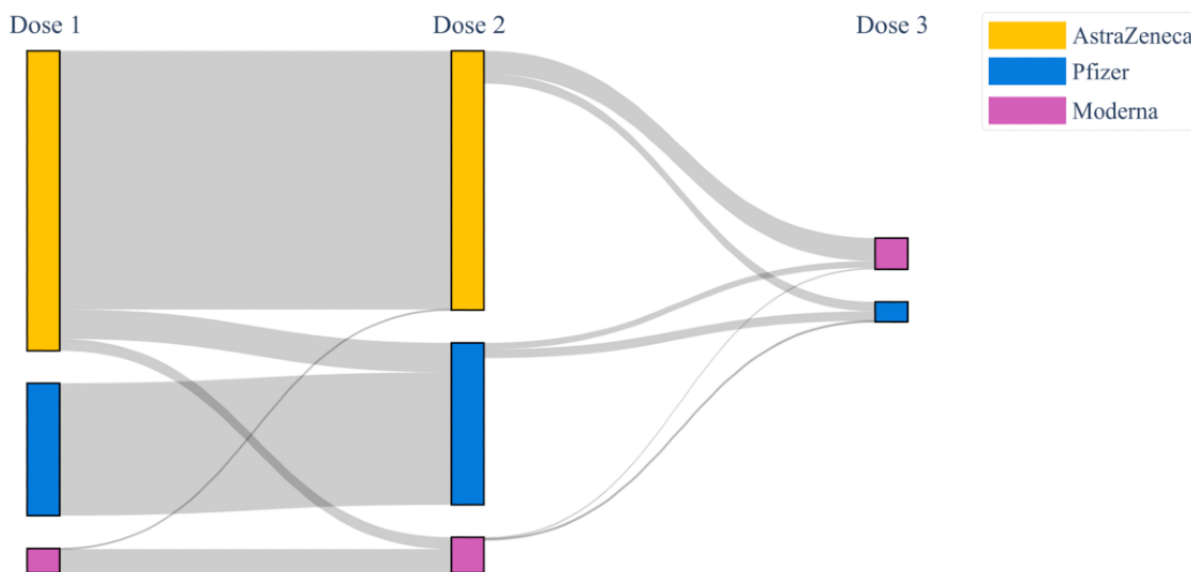 Dose 1
Dose 2
Dose 3
AstraZeneca
Pfizer
Moderna